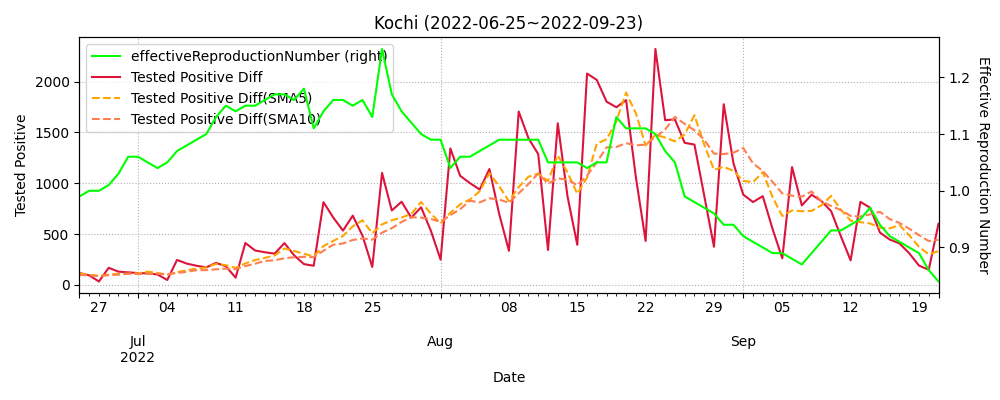 Kochi (2022-06-25~2022-09-23)
effectiveReproductionNumber (right)
Tested Positive Diff
Tested Positive Diff(SMA5)
Tested Positive Diff(SMA10)
Tested Positive
2000
1500
1000
500
0
1.2
1.1
1.0
0.9
Effective Reproduction Number
27 04 11 18 25 08 15 22 29 05 12 19
Jul Aug Sep
2022
Date